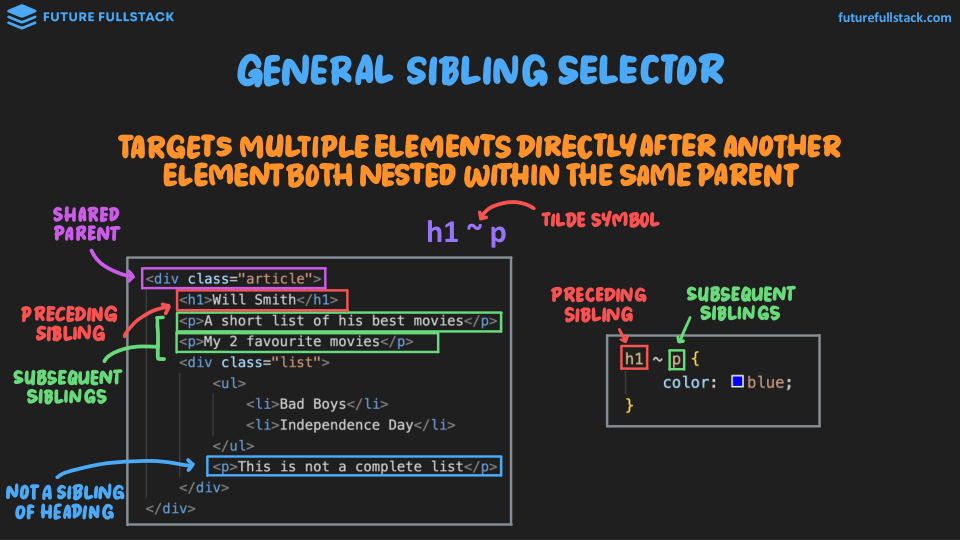 FUTURE FULLSTACK
futurefullstack.com
GENERAL SIBLING SELECTOR
TARGETS MULTIPLE ELEMENTS DIRECTLY AFTER ANOTHER
ELEMENT BOTH NESTED WITHIN THE SAME PARENT
h1 ~ p
TILDE SYMBOL
SHARED
PARENT
PRECEDING
SIBLING
SUBSEQUENT
SIBLINGS
NOT A SIBLING
OF HEADING
<div class="article">
<h1>Will Smith</h1>
<p>A short list of his best movies</p>
<p>My 2 favourite movies</p>
<div class="list">
<ul>
<li>Bad Boys</li>
<li>Independence Day</li>
</ul>
<p>This is not a complete list</p>
</div>
</div>
PRECEDING
SIBLING
SUBSEQUENT
SIBLINGS
h1 ~ p {
color: blue;
}